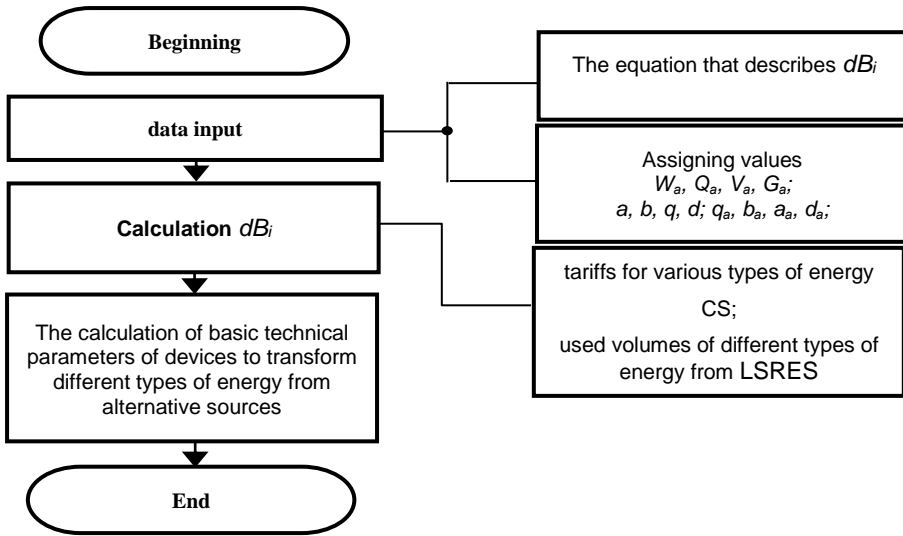 Beginning
data input
Calculation dBᵢ
The calculation of basic technical
parameters of devices to transform
different types of energy from
alternative sources
End
The equation that describes dBᵢ
Assigning values
Wₐ, Qₐ, Vₐ, Gₐ;
a, b, q, d; qₐ, bₐ, aₐ, dₐ;
tariffs for various types of energy
CS;
used volumes of different types of
energy from LSRES